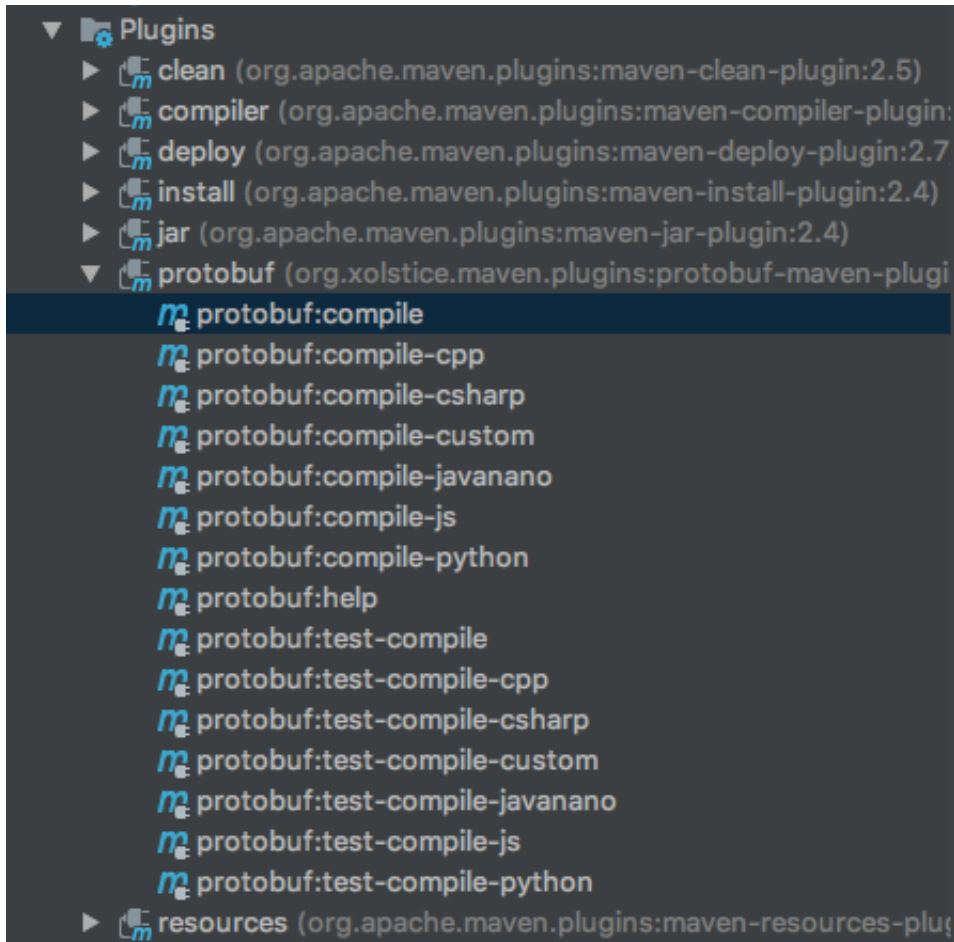 Plugins
clean (org.apache.maven.plugins:maven-clean-plugin:2.5)
compiler (org.apache.maven.plugins:maven-compiler-plugin:
deploy (org.apache.maven.plugins:maven-deploy-plugin:2.7
install (org.apache.maven.plugins:maven-install-plugin:2.4)
jar (org.apache.maven.plugins:maven-jar-plugin:2.4)
protobuf (org.xolstice.maven.plugins:protobuf-maven-plugi
protobuf:compile
protobuf:compile-cpp
protobuf:compile-csharp
protobuf:compile-custom
protobuf:compile-javanano
protobuf:compile-js
protobuf:compile-python
protobuf:help
protobuf:test-compile
protobuf:test-compile-cpp
protobuf:test-compile-csharp
protobuf:test-compile-custom
protobuf:test-compile-javanano
protobuf:test-compile-js
protobuf:test-compile-python
resources (org.apache.maven.plugins:maven-resources-plug